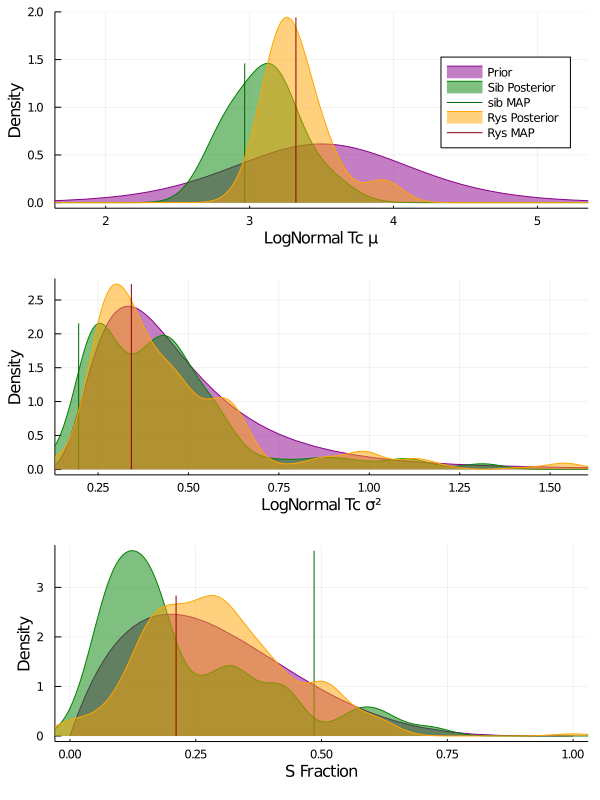 2.0
1.5
1.0
0.5
0.0
Density
Prior
Sib Posterior
sib MAP
Rys Posterior
Rys MAP
2 3 4 5
LogNormal Tc μ
2.5
2.0
1.5
1.0
0.5
0.0
Density
0.25 0.50 0.75 1.00 1.25 1.50
LogNormal Tc σ²
3
2
1
0
Density
0.00 0.25 0.50 0.75 1.00
S Fraction